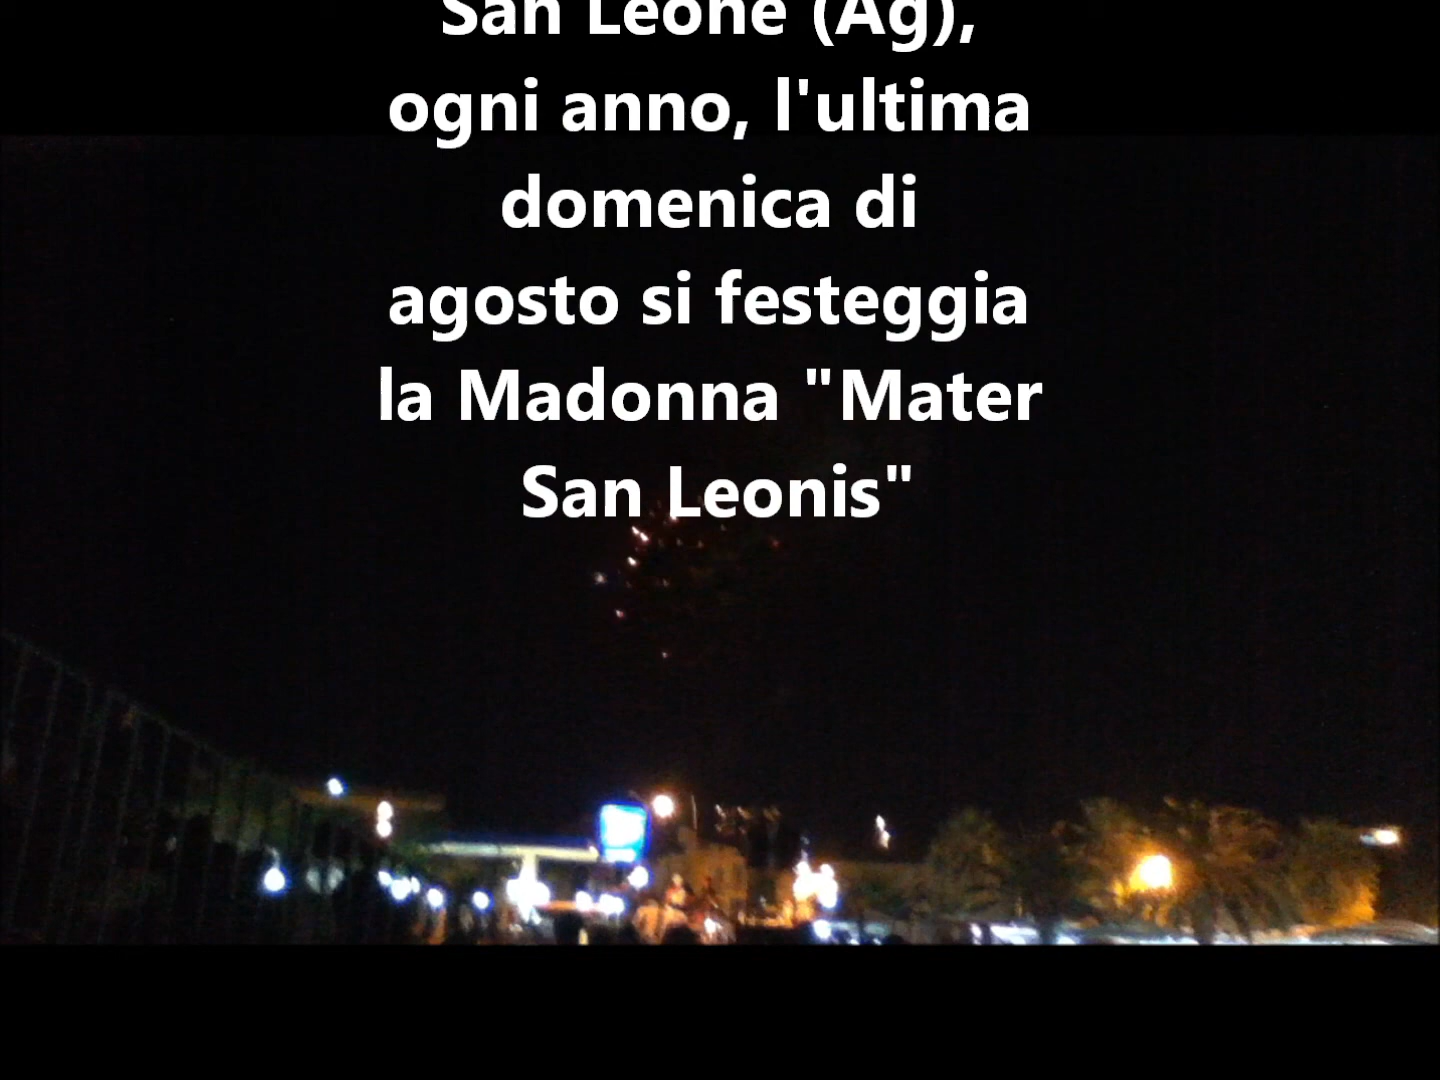 San Leone (Ag),
ogni anno, l'ultima
domenica di
agosto si festeggia
la Madonna "Mater
San Leonis"